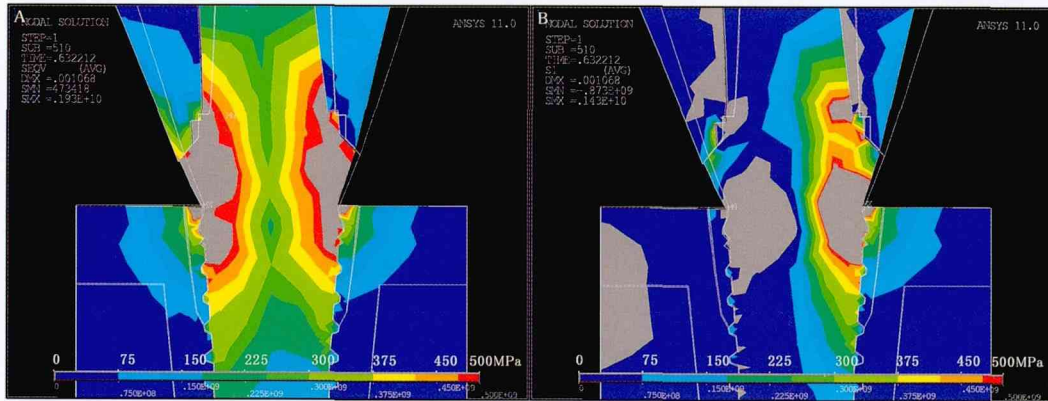 A
NODAL SOLUTION
STEP=1
SUB =510
TIME=.632212
SEQV (AVG)
DMX =.001068
SMN =473418
SMX =.193E+10
ANSYS 11.0
0 75 150 225 300 375 450 500MPa
0 .150E+09 .300E+09 .450E+09
.750E+08 .225E+09 .375E+09 .500E+09
B
NODAL SOLUTION
STEP=1
SUB =510
TIME=.632212
S1 (AVG)
DMX =.001068
SMN =-.873E+09
SMX =.143E+10
ANSYS 11.0
0 75 150 225 300 375 450 500MPa
0 .150E+09 .300E+09 .450E+09
.750E+08 .225E+09 .375E+09 .500E+09